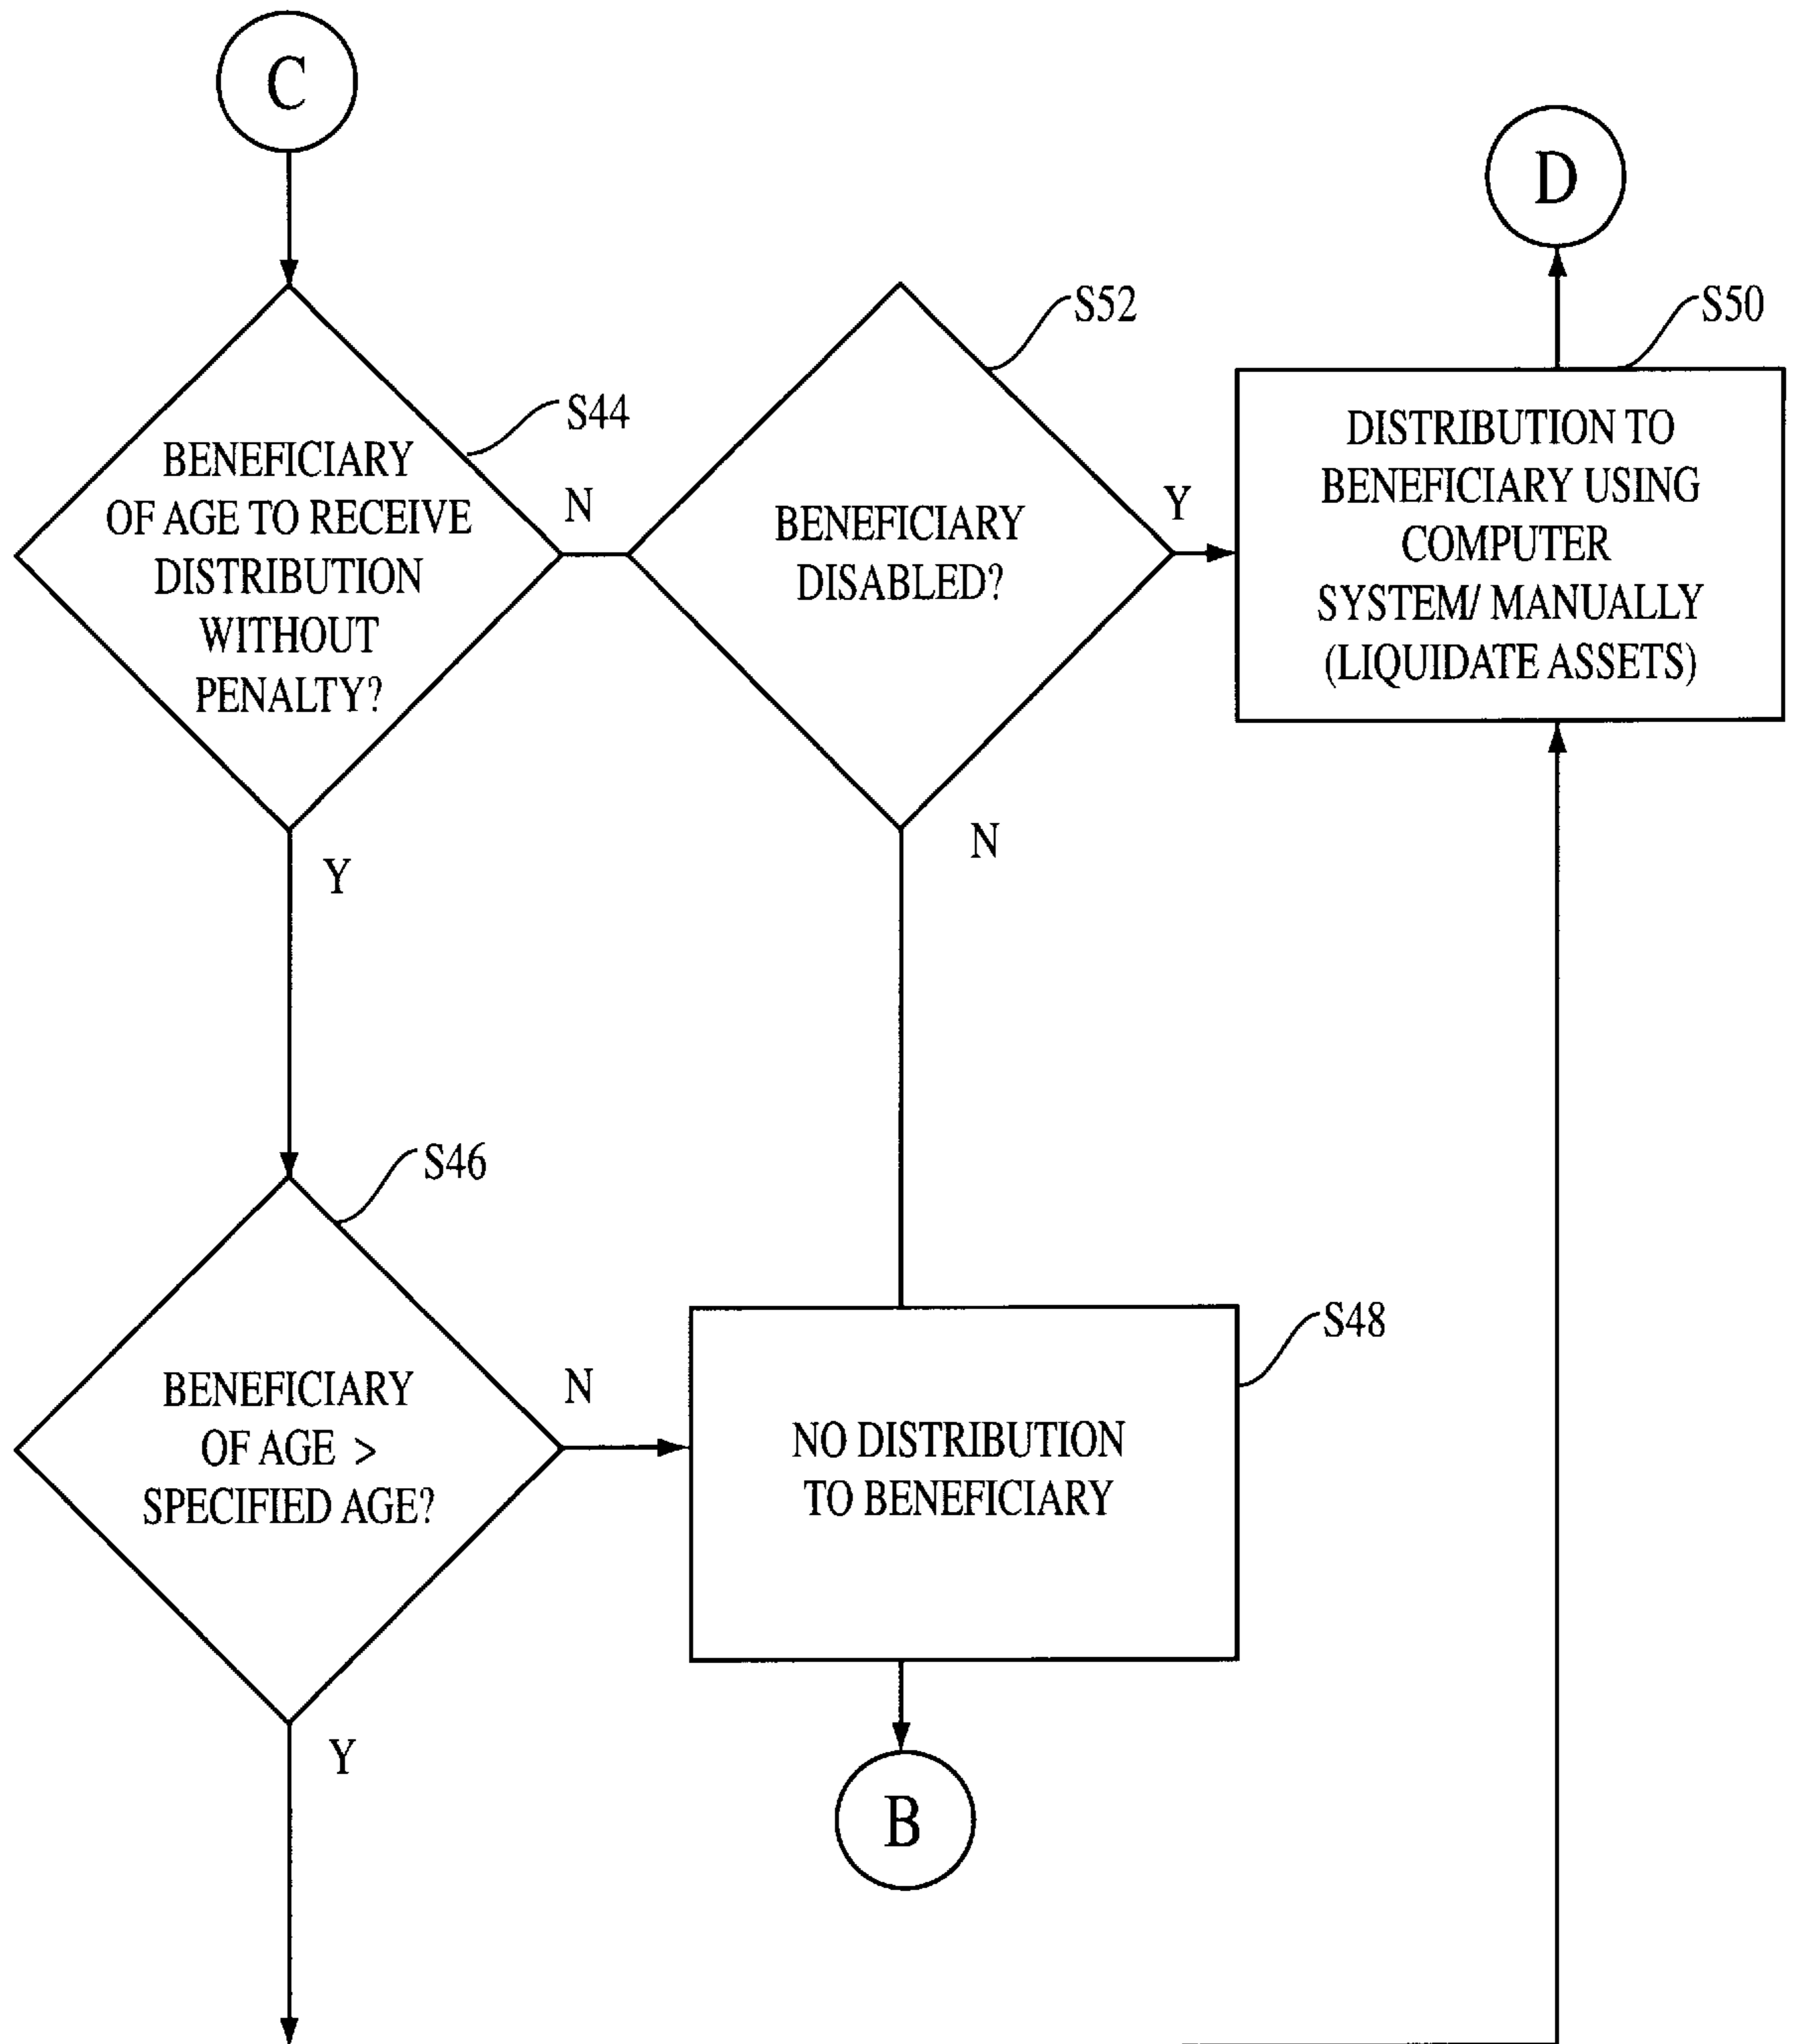 C
D
S52
S50
S44
BENEFICIARY
OF AGE TO RECEIVE
DISTRIBUTION
WITHOUT
PENALTY?
N
BENEFICIARY
DISABLED?
Y
DISTRIBUTION TO
BENEFICIARY USING
COMPUTER
SYSTEM/ MANUALLY
(LIQUIDATE ASSETS)
Y
N
S46
BENEFICIARY
OF AGE >
SPECIFIED AGE?
N
S48
NO DISTRIBUTION
TO BENEFICIARY
Y
B